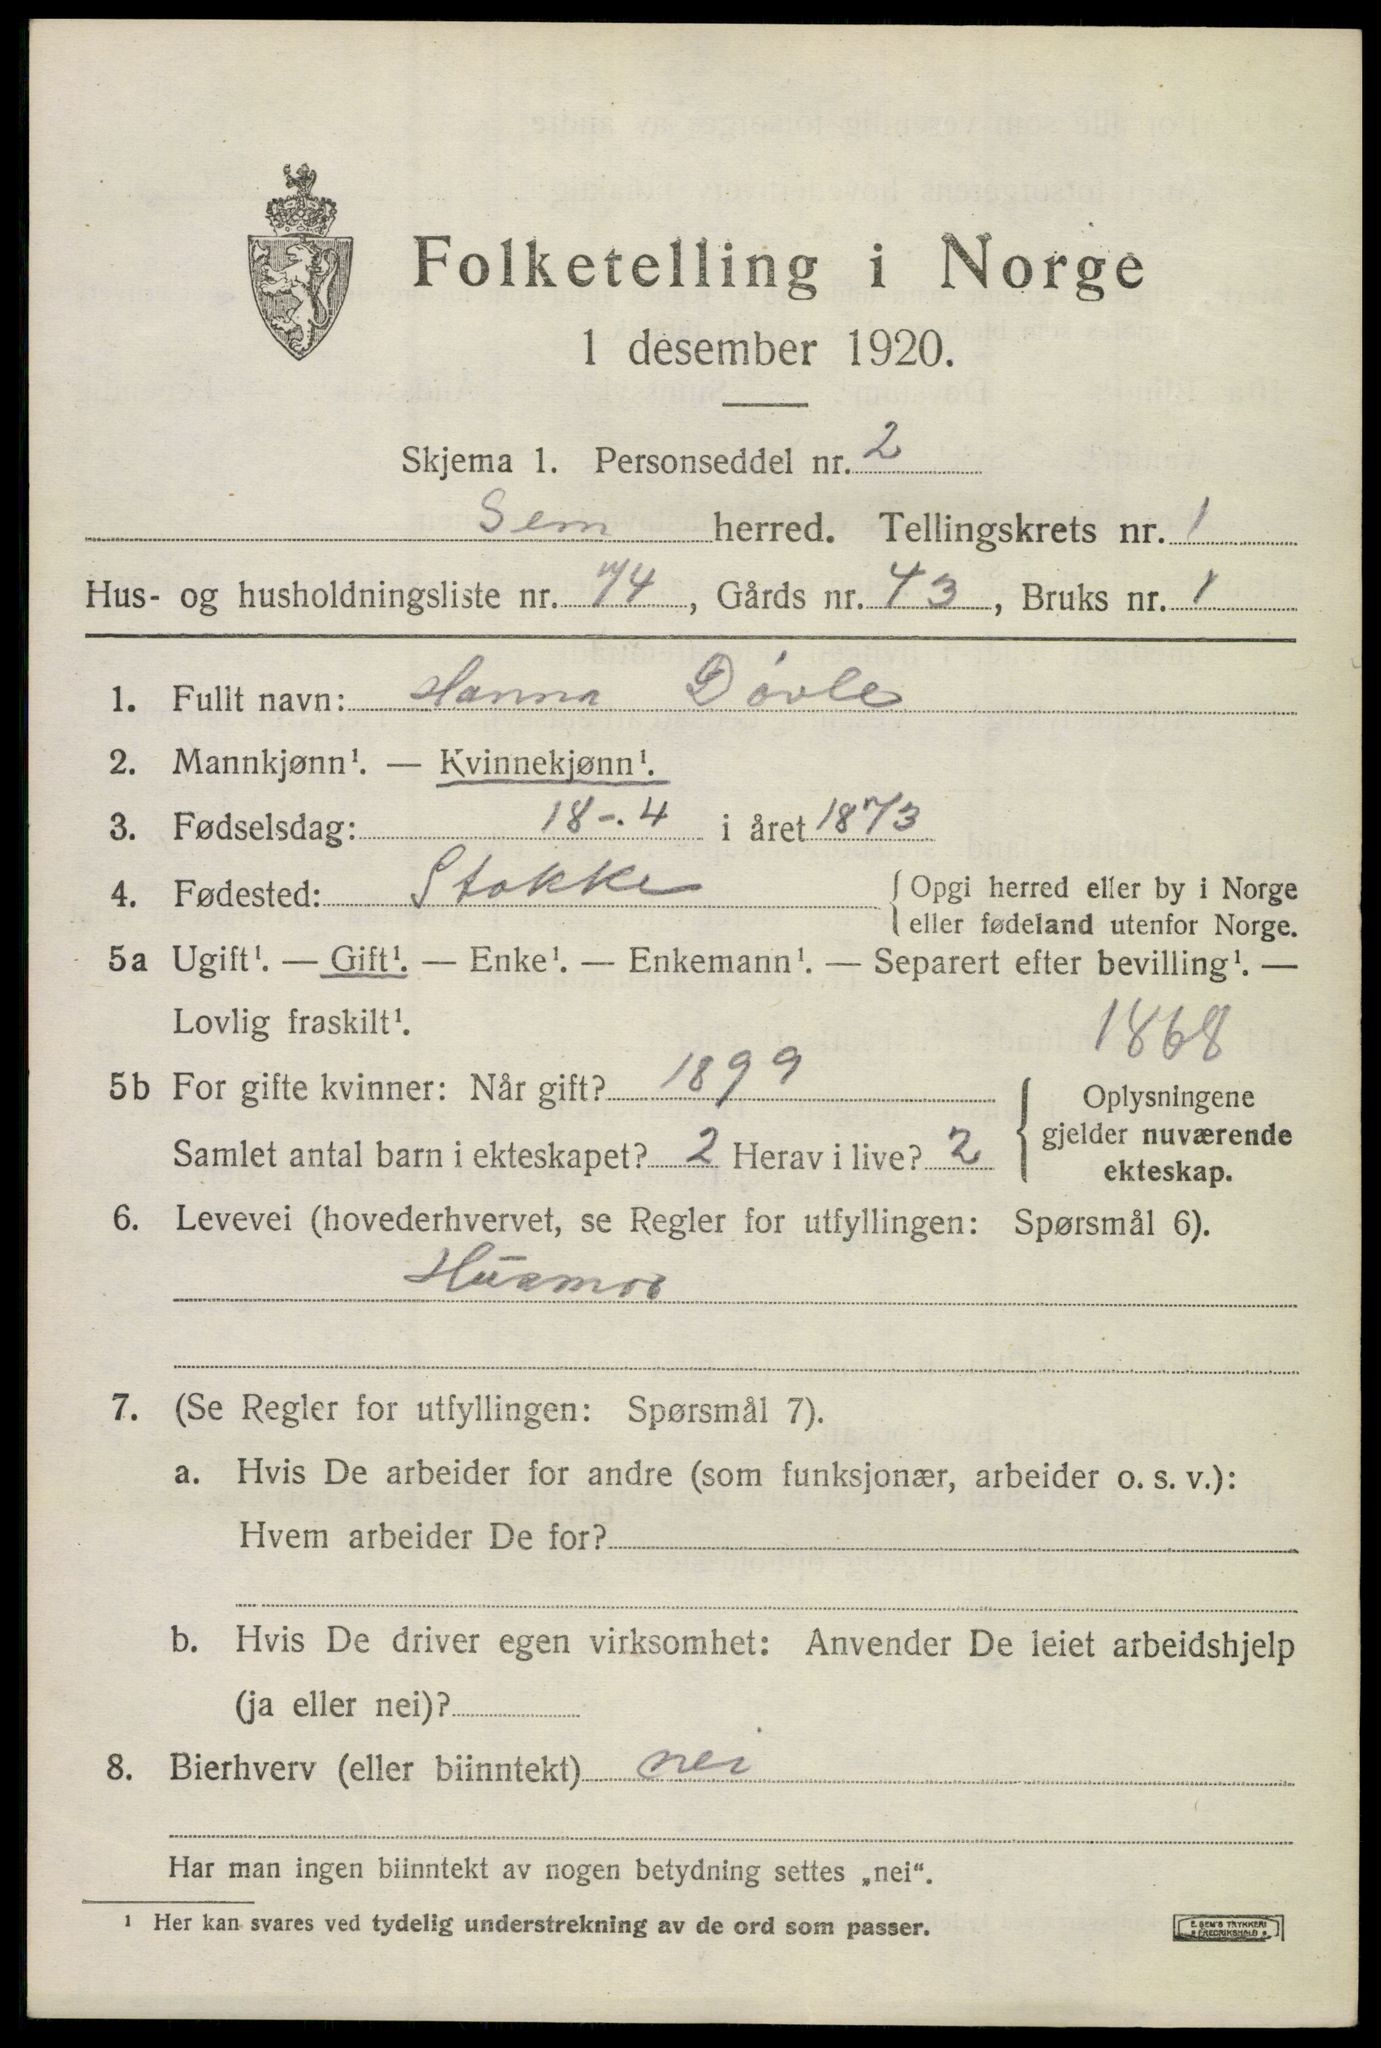 Folketelling i Norge
1 desember 1920.
Skjema 1. Personseddel nr. 2
Sem herred. Tellingskrets nr. 1
Hus- og husholdningsliste nr. 74, Gårds nr. 43, Bruks nr. 1
1. Fullt navn: Hanna Døvle
2. Mannkjønn¹. — Kvinnekjønn¹.
3. Fødselsdag: 18-.4 i året 1873
4. Fødested: Stokke { Opgi herred eller by i Norge
eller fødeland utenfor Norge.
5a Ugift¹. — Gift¹. — Enke¹. — Enkemann¹. — Separert efter bevilling¹. —
Lovlig fraskilt¹.
1868
5b For gifte kvinner: Når gift? 1899 { Oplysningene
gjelder nuværende
ekteskap.
Samlet antal barn i ekteskapet? 2 Herav i live? 2
6. Levevei (hovederhvervet, se Regler for utfyllingen: Spørsmål 6).
Husmor
7. (Se Regler for utfyllingen: Spørsmål 7).
a. Hvis De arbeider for andre (som funksjonær, arbeider o. s. v.):
Hvem arbeider De for?
b. Hvis De driver egen virksomhet: Anvender De leiet arbeidshjelp
(ja eller nei)?
8. Bierhverv (eller biinntekt) nei
Har man ingen biinntekt av nogen betydning settes „nei“.
¹ Her kan svares ved tydelig understrekning av de ord som passer.
E. SEM'S TRYKKERI
FREDRIKSHALD